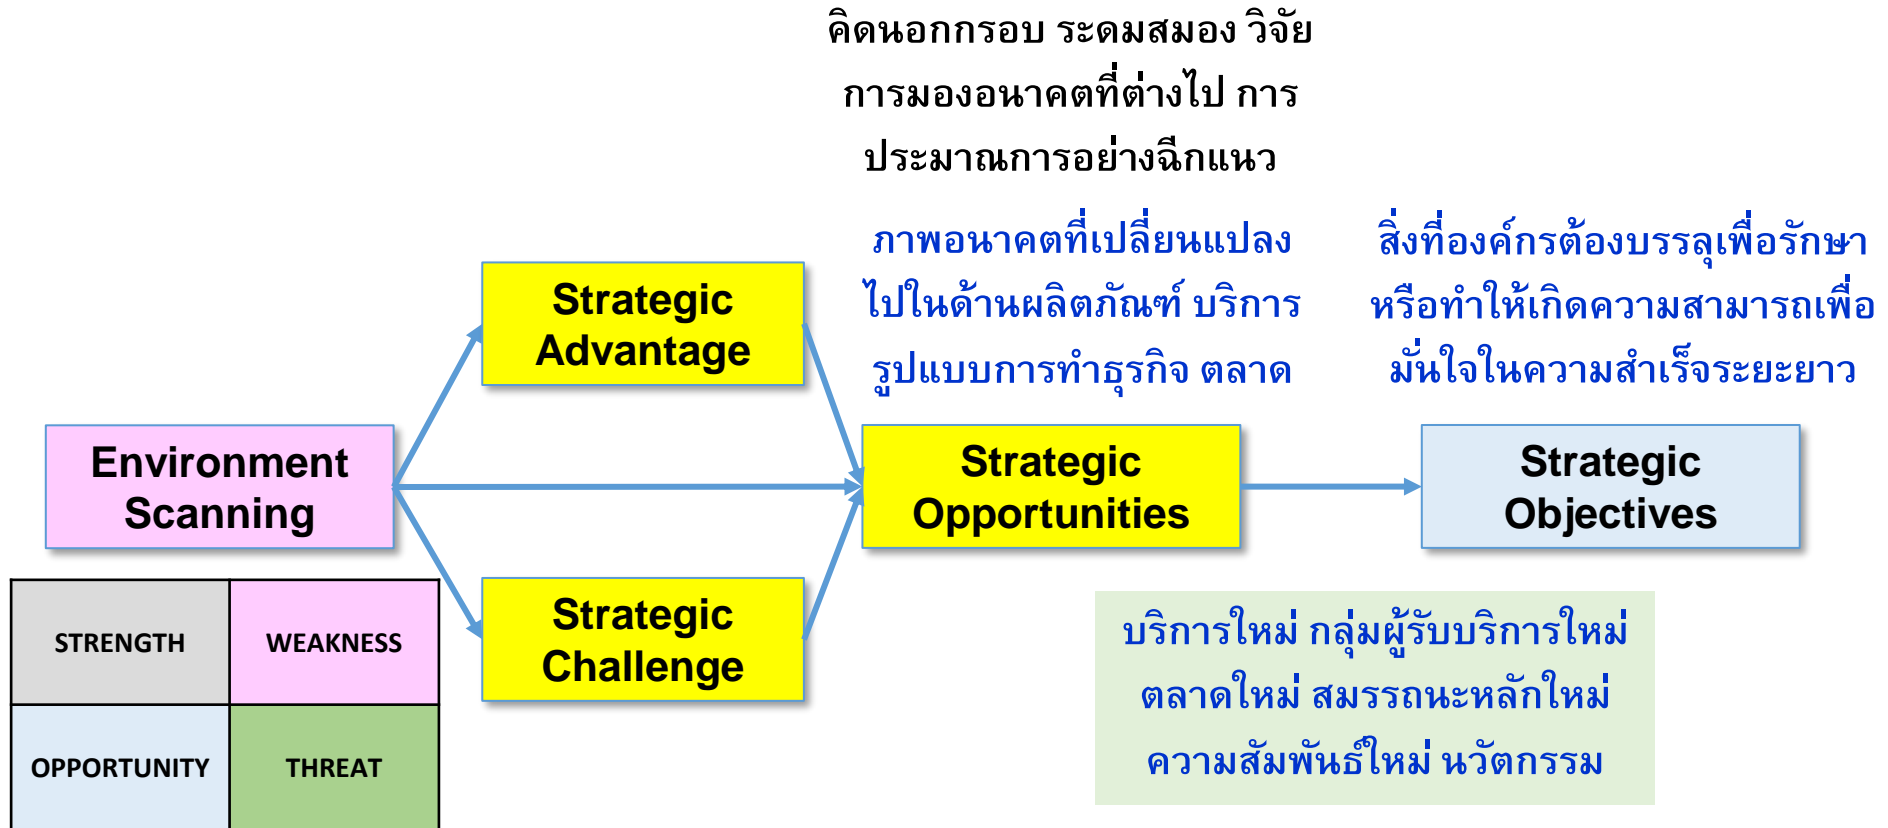 คิดนอกกรอบ ระดมสมอง วิจัย
การมองอนาคตที่ต่างไป การ
ประมาณการอย่างฉีกแนว
ภาพอนาคตที่เปลี่ยนแปลง
ไปในด้านผลิตภัณฑ์ บริการ
รูปแบบการทำธุรกิจ ตลาด
สิ่งที่องค์กรต้องบรรลุเพื่อรักษา
หรือทำให้เกิดความสามารถเพื่อ
มั่นใจในความสำเร็จระยะยาว
Strategic
Advantage
Environment
Scanning
Strategic
Opportunities
Strategic
Objectives
Strategic
Challenge
STRENGTH
WEAKNESS
OPPORTUNITY
THREAT
บริการใหม่ กลุ่มผู้รับบริการใหม่
ตลาดใหม่ สมรรถนะหลักใหม่
ความสัมพันธ์ใหม่ นวัตกรรม